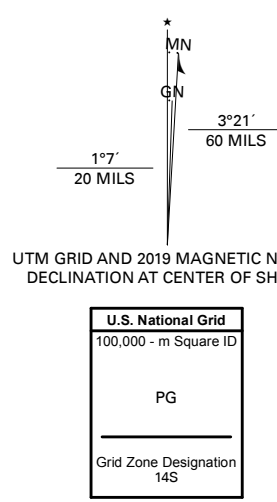 ★
MN
GN
3°21´
60 MILS
1°7´
20 MILS
UTM GRID AND 2019 MAGNETIC N
DECLINATION AT CENTER OF SH
U.S. National Grid
100,000 - m Square ID
PG
Grid Zone Designation
14S